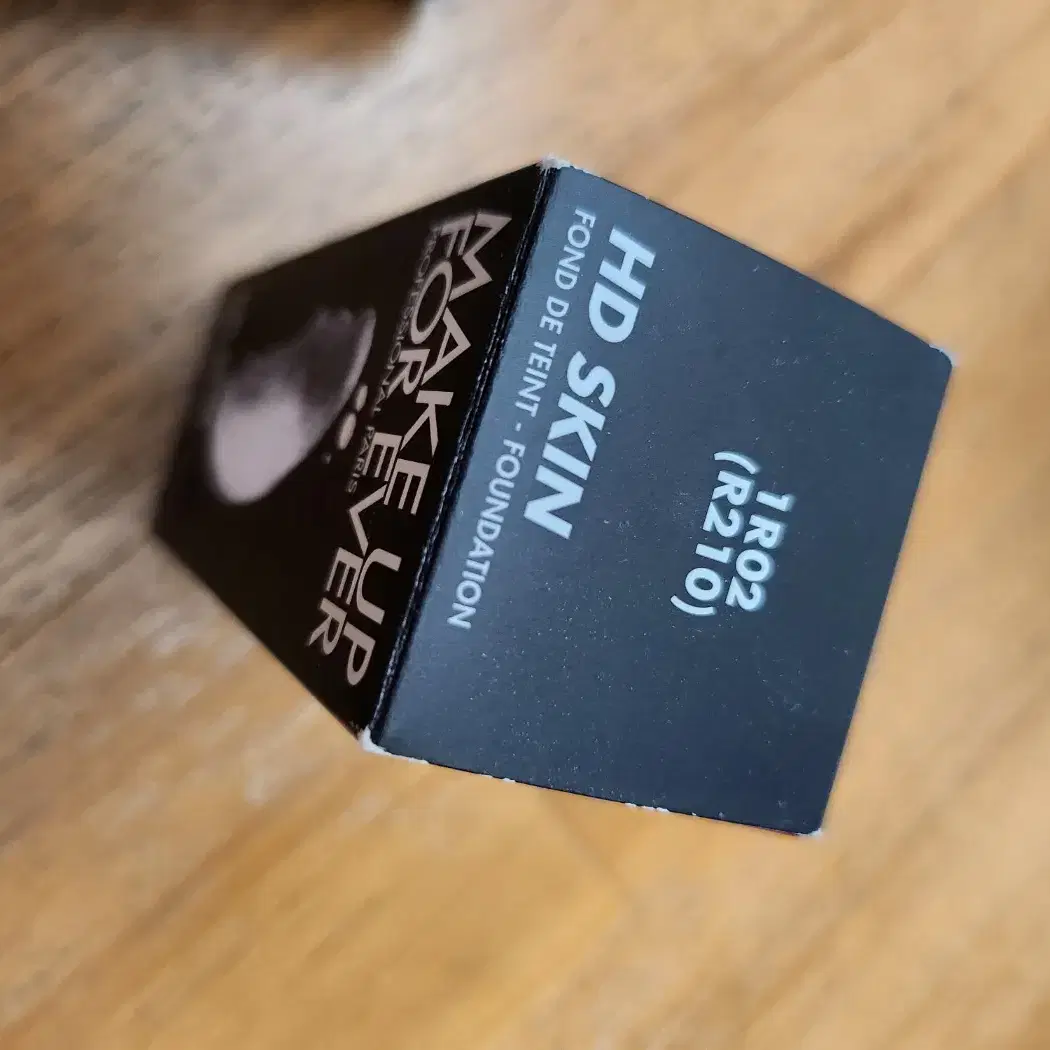 HD SKIN
FOND DE TEINT - FOUNDATION
1R02
(R210)
MAKE UP
FOR EVER
PROFESSIONAL PARIS